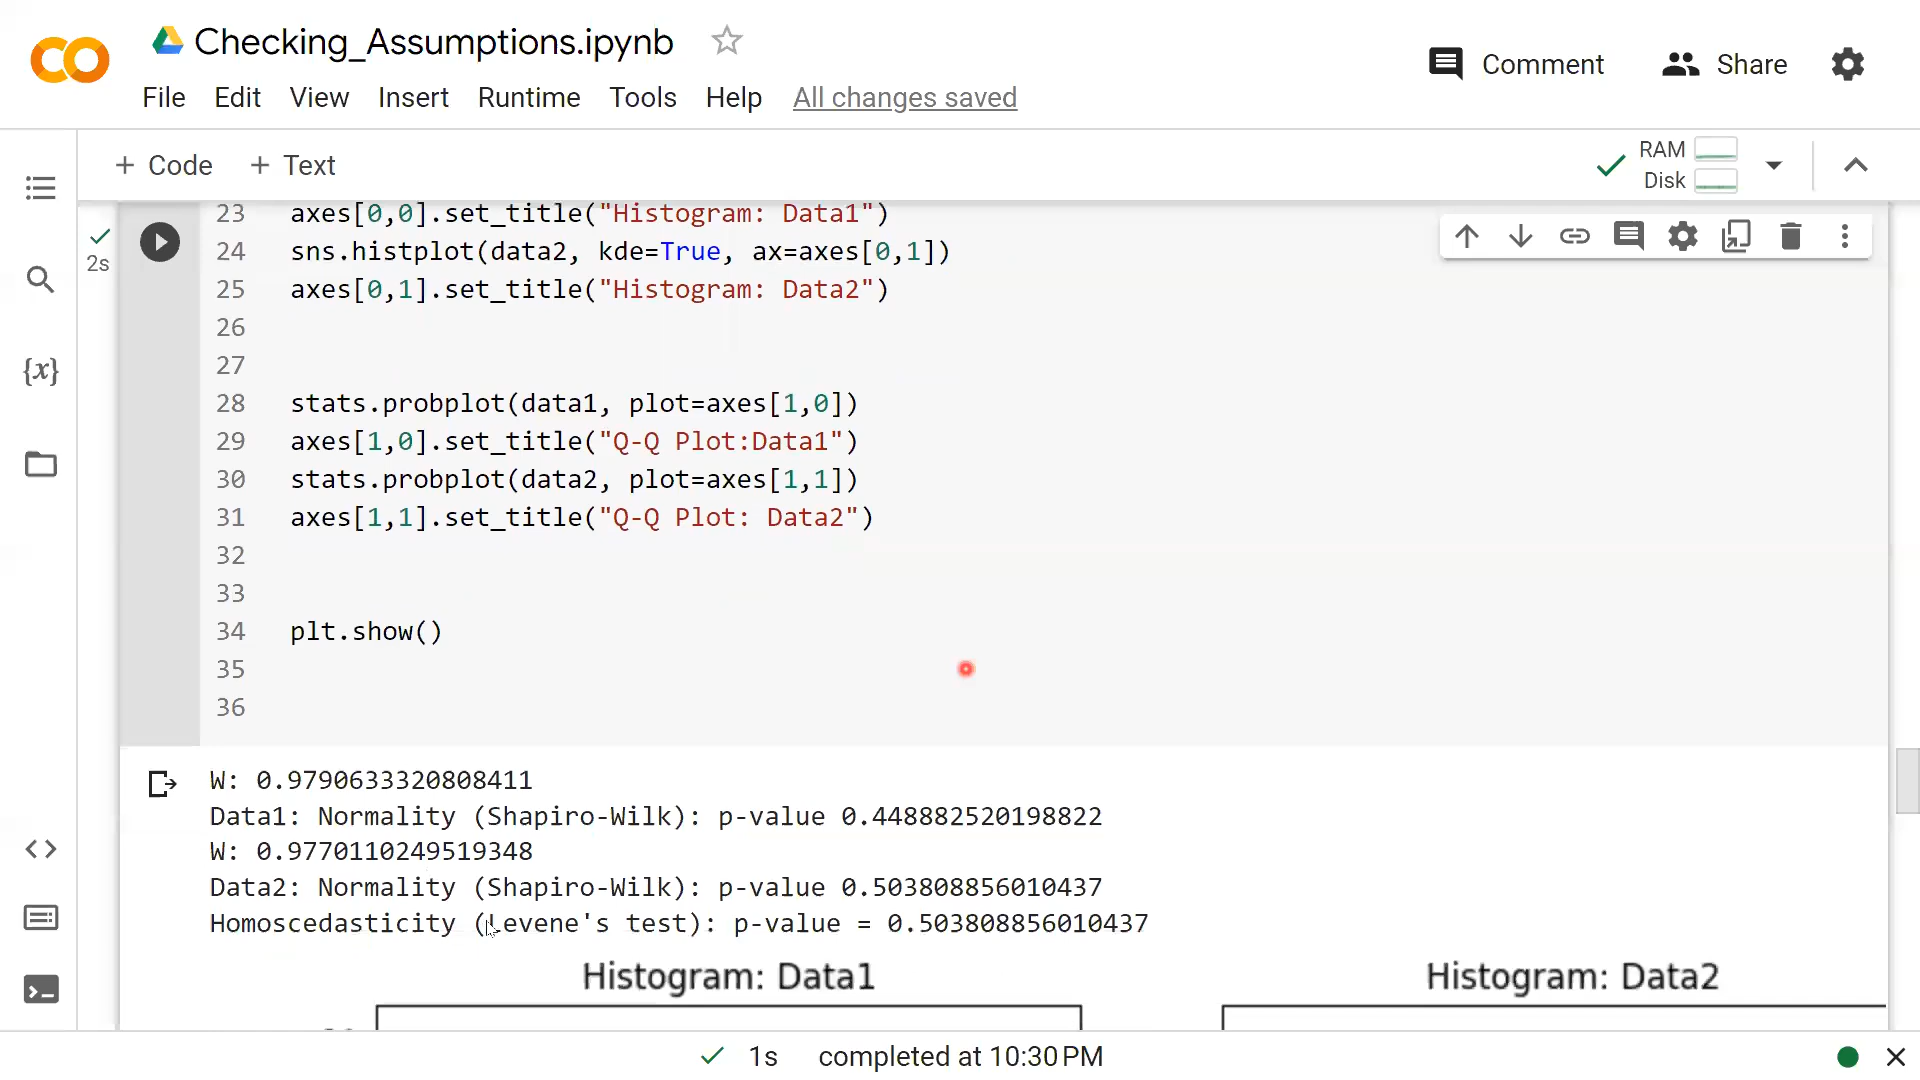 Checking_Assumptions.ipynb
Comment
Share
File Edit View Insert Runtime Tools Help All changes saved
+ Code + Text
RAM
Disk
2s
23 axes[0,0].set_title("Histogram: Data1")
24 sns.histplot(data2, kde=True, ax=axes[0,1])
25 axes[0,1].set_title("Histogram: Data2")
26
27
28 stats.probplot(data1, plot=axes[1,0])
29 axes[1,0].set_title("Q-Q Plot:Data1")
30 stats.probplot(data2, plot=axes[1,1])
31 axes[1,1].set_title("Q-Q Plot: Data2")
32
33
34 plt.show()
35
36
{x}
W: 0.9790633320808411
Data1: Normality (Shapiro-Wilk): p-value 0.448882520198822
W: 0.9770110249519348
Data2: Normality (Shapiro-Wilk): p-value 0.503808856010437
Homoscedasticity (Levene's test): p-value = 0.503808856010437
Histogram: Data1
Histogram: Data2
1s completed at 10:30 PM